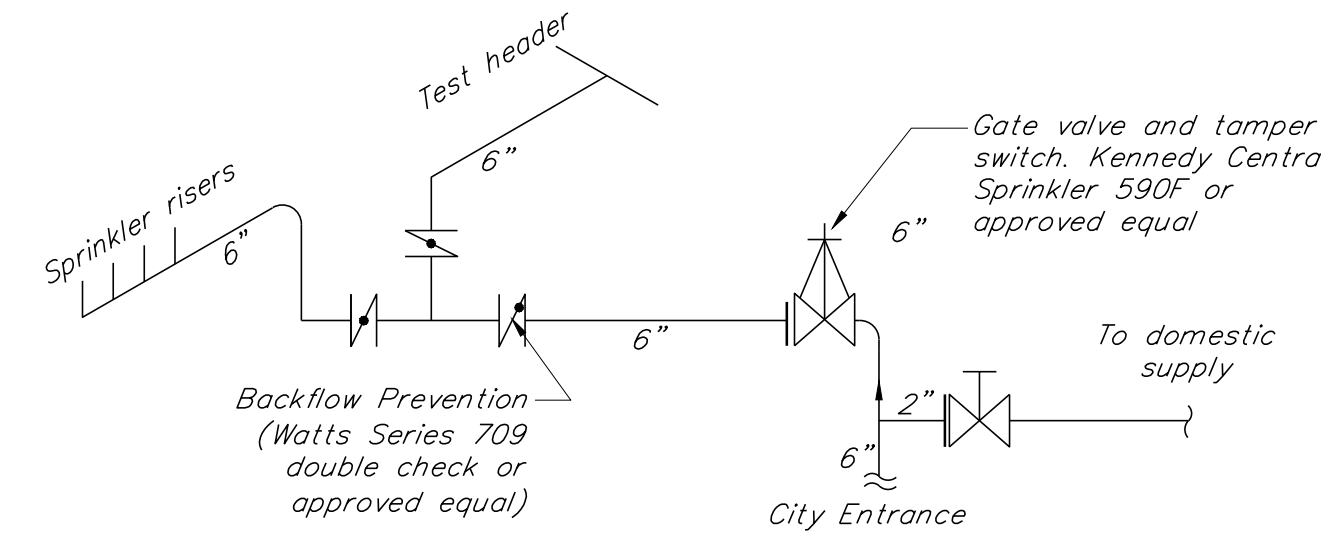 Test header
6"
Sprinkler risers
6"
Gate valve and tamper
switch. Kennedy Centra
Sprinkler 590F or
approved equal
6"
6"
To domestic
supply
Backflow Prevention
(Watts Series 709
double check or
approved equal)
2"
6"
City Entrance